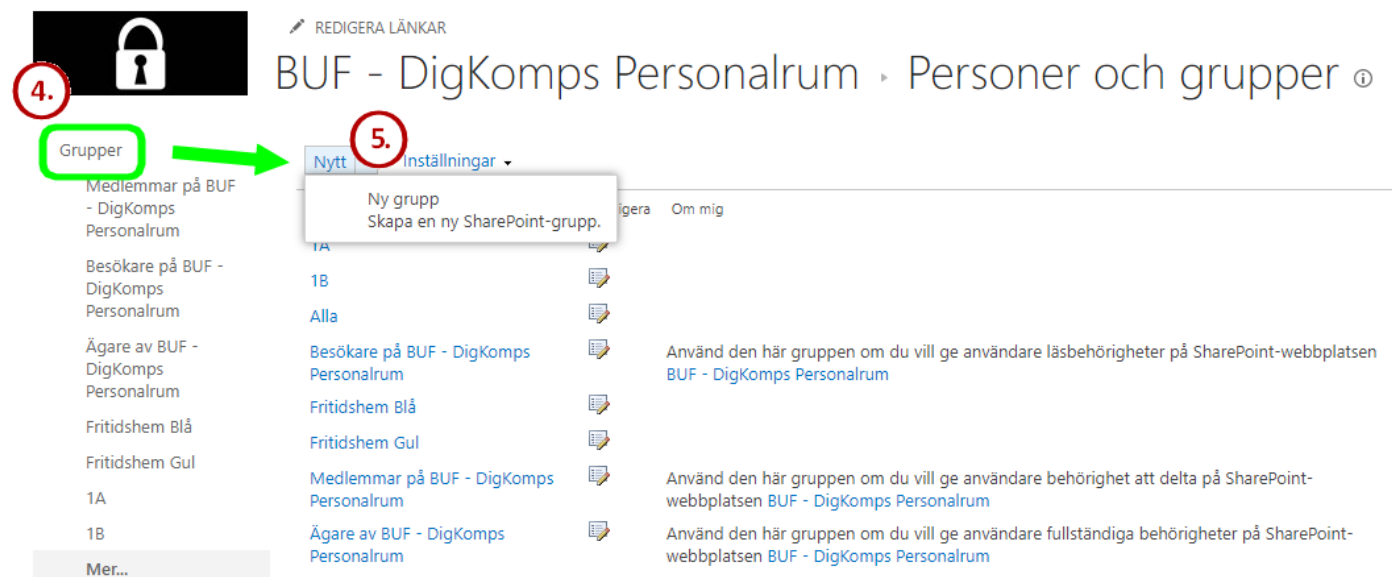 REDIGERA LÄNKAR
BUF - DigKomps Personalrum ▸ Personer och grupper
4.
Grupper
Medlemmar på BUF
- DigKomps
Personalrum
Besökare på BUF -
DigKomps
Personalrum
Ägare av BUF -
DigKomps
Personalrum
Fritidshem Blå
Fritidshem Gul
1A
1B
Mer...
5.
Nytt Inställningar
Ny grupp
Skapa en ny SharePoint-grupp.
igera Om mig
1A
1B
Alla
Besökare på BUF - DigKomps
Personalrum
Använd den här gruppen om du vill ge användare läsbehörigheter på SharePoint-webbplatsen
BUF - DigKomps Personalrum
Fritidshem Blå
Fritidshem Gul
Medlemmar på BUF - DigKomps
Personalrum
Använd den här gruppen om du vill ge användare behörighet att delta på SharePoint-
webbplatsen BUF - DigKomps Personalrum
Ägare av BUF - DigKomps
Personalrum
Använd den här gruppen om du vill ge användare fullständiga behörigheter på SharePoint-
webbplatsen BUF - DigKomps Personalrum